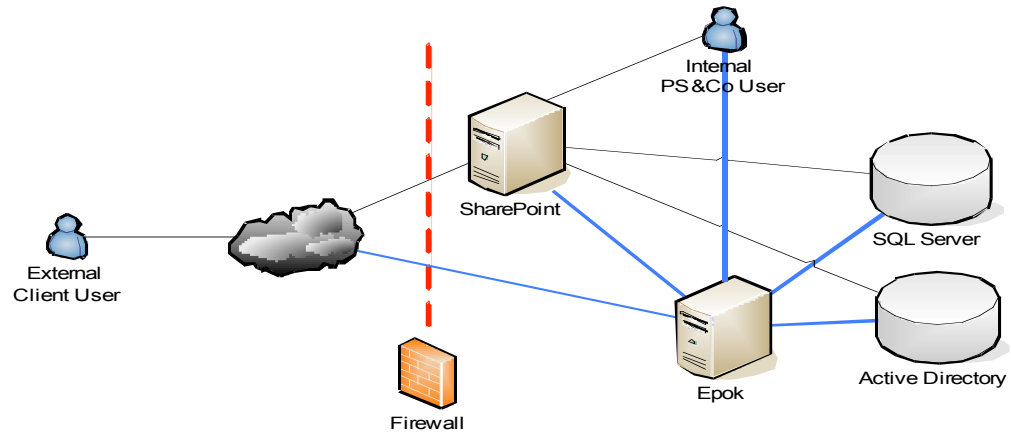 Internal
PS&Co User
SharePoint
SQL Server
External
Client User
Active Directory
Epok
Firewall